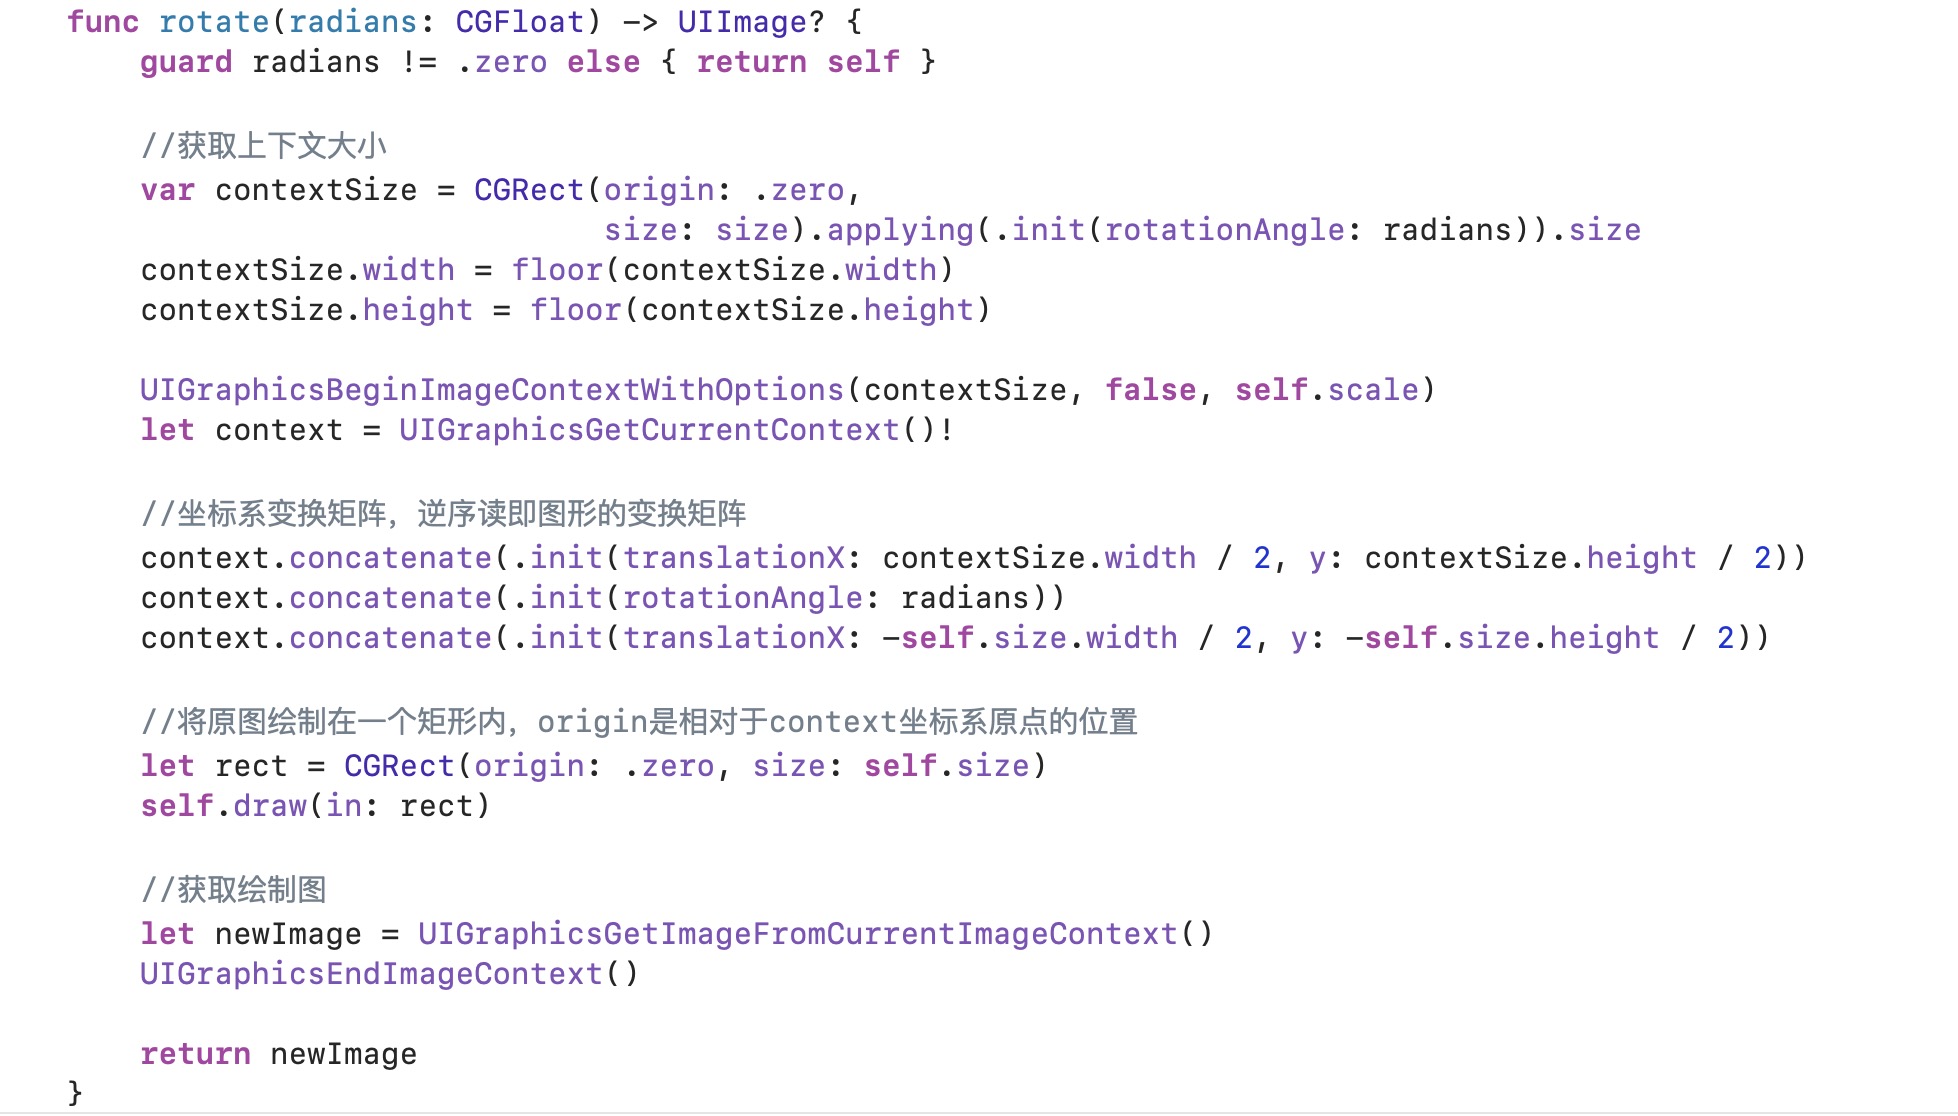 func rotate(radians: CGFloat) -> UIImage? {
    guard radians != .zero else { return self }

    //获取上下文大小
    var contextSize = CGRect(origin: .zero,
                             size: size).applying(.init(rotationAngle: radians)).size
    contextSize.width = floor(contextSize.width)
    contextSize.height = floor(contextSize.height)

    UIGraphicsBeginImageContextWithOptions(contextSize, false, self.scale)
    let context = UIGraphicsGetCurrentContext()!

    //坐标系变换矩阵，逆序读即图形的变换矩阵
    context.concatenate(.init(translationX: contextSize.width / 2, y: contextSize.height / 2))
    context.concatenate(.init(rotationAngle: radians))
    context.concatenate(.init(translationX: -self.size.width / 2, y: -self.size.height / 2))

    //将原图绘制在一个矩形内，origin是相对于context坐标系原点的位置
    let rect = CGRect(origin: .zero, size: self.size)
    self.draw(in: rect)

    //获取绘制图
    let newImage = UIGraphicsGetImageFromCurrentImageContext()
    UIGraphicsEndImageContext()

    return newImage
}